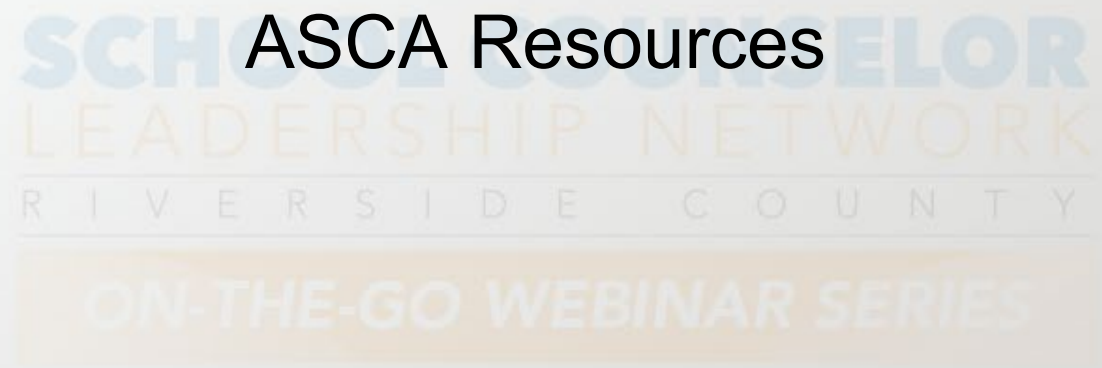 ASCA Resources
SCHOOL COUNSELOR
LEADERSHIP NETWORK
RIVERSIDE COUNTY
ON-THE-GO WEBINAR SERIES